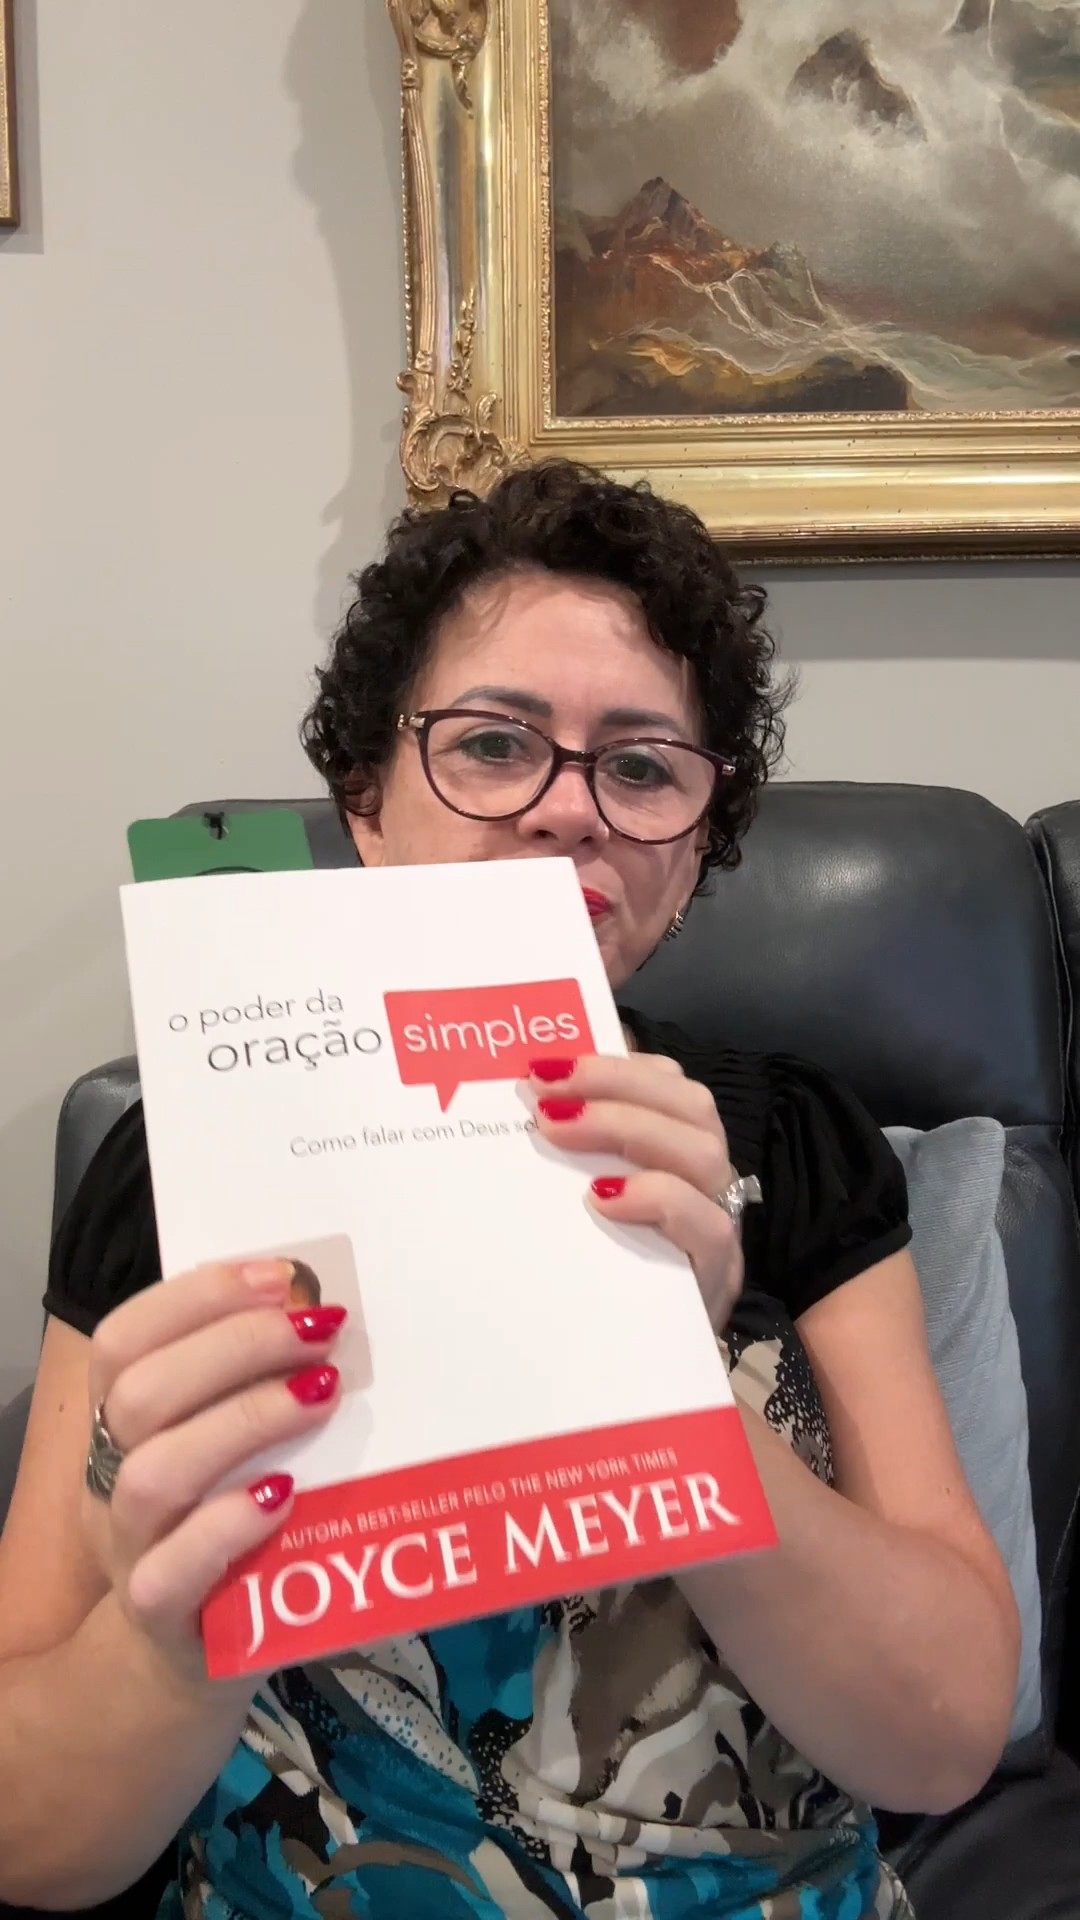 o poder da
oração simples
Como falar com Deus
AUTORA BEST-SELLER PELO THE NEW YORK TIMES
JOYCE MEYER